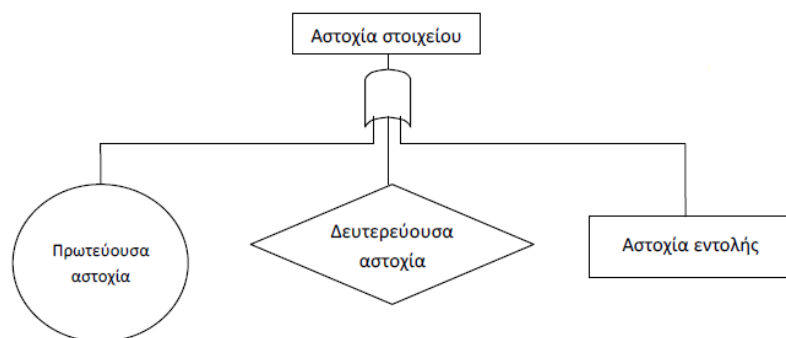 Αστοχία στοιχείου
Πρωτεύουσα
αστοχία
Δευτερεύουσα
αστοχία
Αστοχία εντολής